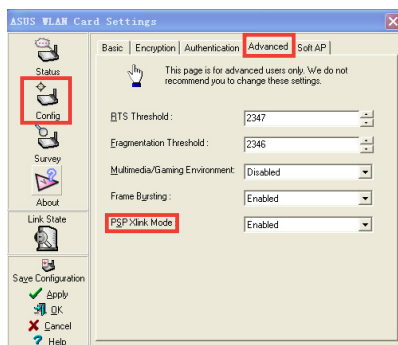 ASUS WLAN Card Settings
Status
Config
Survey
About
Link State
Save Configuration
Apply
OK
Cancel
Help
Basic Encryption Authentication Advanced Soft AP
This page is for advanced users only. We do not
recommend you to change these settings.
RTS Threshold : 2347
Fragmentation Threshold : 2346
Multimedia/Gaming Environment: Disabled
Frame Bursting : Enabled
PSP Xlink Mode Enabled